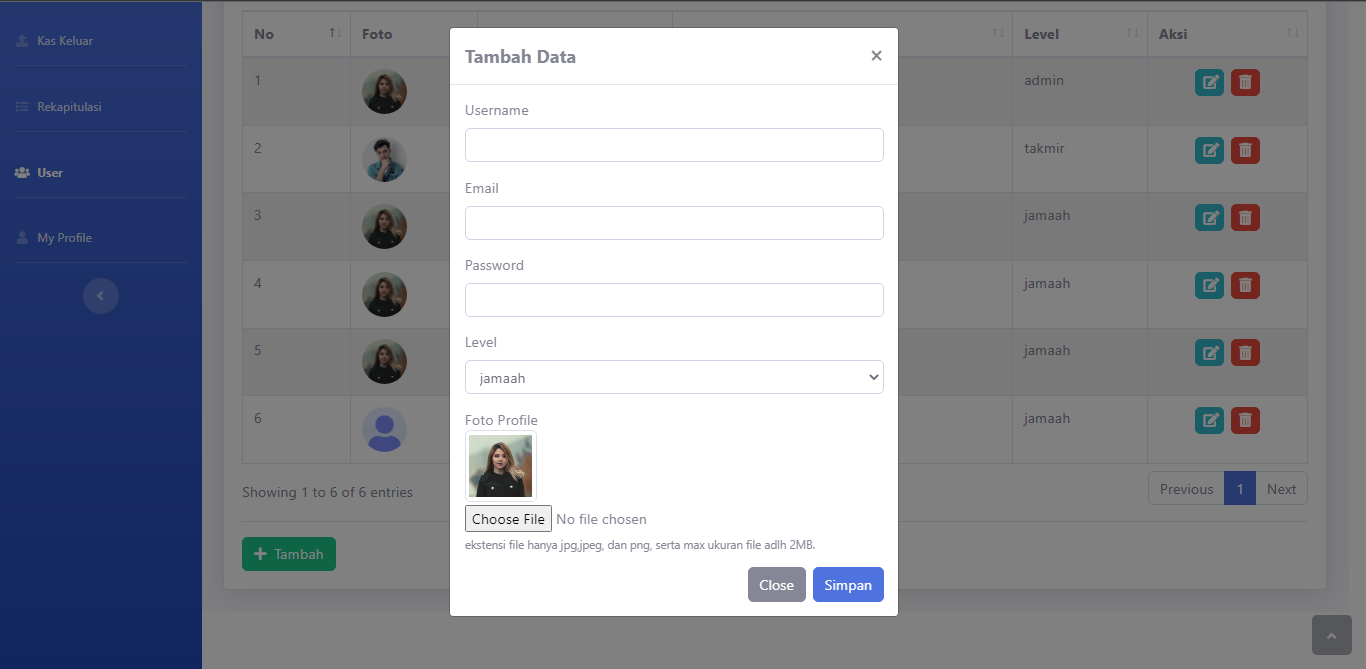 Kas Keluar
Rekapitulasi
User
My Profile
No
Foto
Level
Aksi
1
admin
2
takmir
3
jamaah
4
jamaah
5
jamaah
6
jamaah
Showing 1 to 6 of 6 entries
Previous 1 Next
Tambah
Tambah Data
×
Username
Email
Password
Level
jamaah
Foto Profile
Choose File No file chosen
ekstensi file hanya jpg,jpeg, dan png, serta max ukuran file adlh 2MB.
Close
Simpan